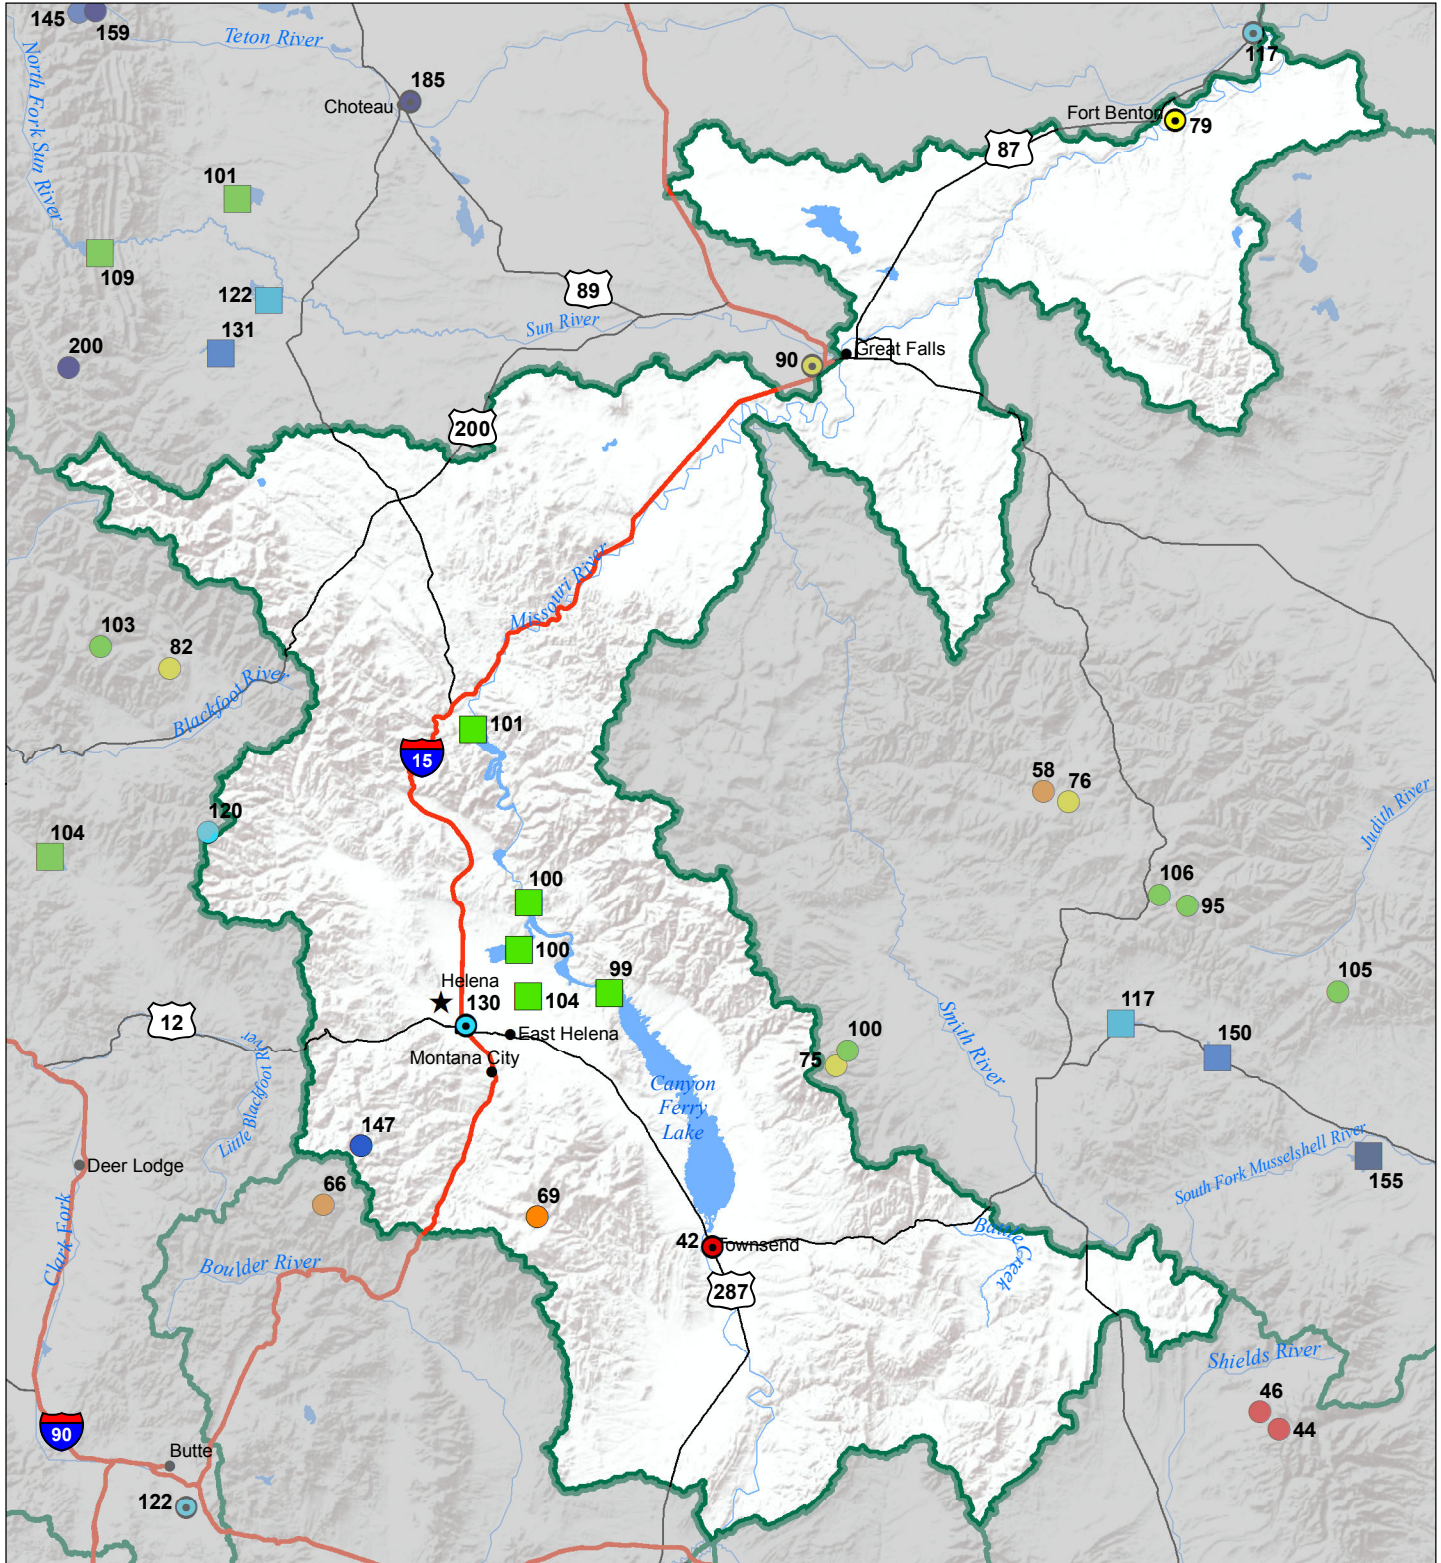 145
159
Teton River
117
North Fork Sun River
185
Choteau
Fort Benton
79
87
101
109
122
89
131
Sun River
200
90
Great Falls
200
Missouri River
103
82
Blackfoot River
101
15
58
76
Judith River
120
104
100
106
95
100
99
105
Helena
104
130
12
East Helena
117
Little Blackfoot River
Montana City
100
75
Smith River
150
Canyon
Ferry
Lake
147
South Fork Musselshell River
155
Deer Lodge
66
69
Clark Fork
42
Townsend
Battle Creek
Boulder River
287
Shields River
46
44
90
Butte
122